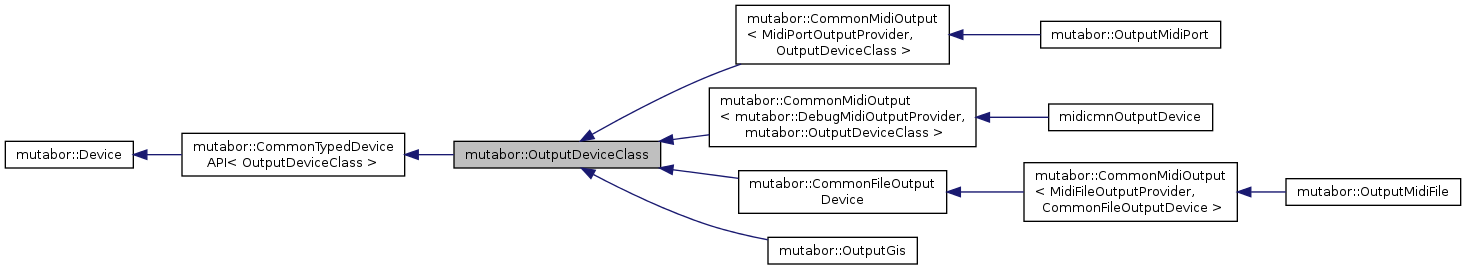 mutabor::Device
mutabor::CommonTypedDevice
API< OutputDeviceClass >
mutabor::OutputDeviceClass
mutabor::CommonMidiOutput
< MidiPortOutputProvider,
OutputDeviceClass >
mutabor::OutputMidiPort
mutabor::CommonMidiOutput
< mutabor::DebugMidiOutputProvider,
mutabor::OutputDeviceClass >
midicmnOutputDevice
mutabor::CommonFileOutput
Device
mutabor::CommonMidiOutput
< MidiFileOutputProvider,
CommonFileOutputDevice >
mutabor::OutputMidiFile
mutabor::OutputGis